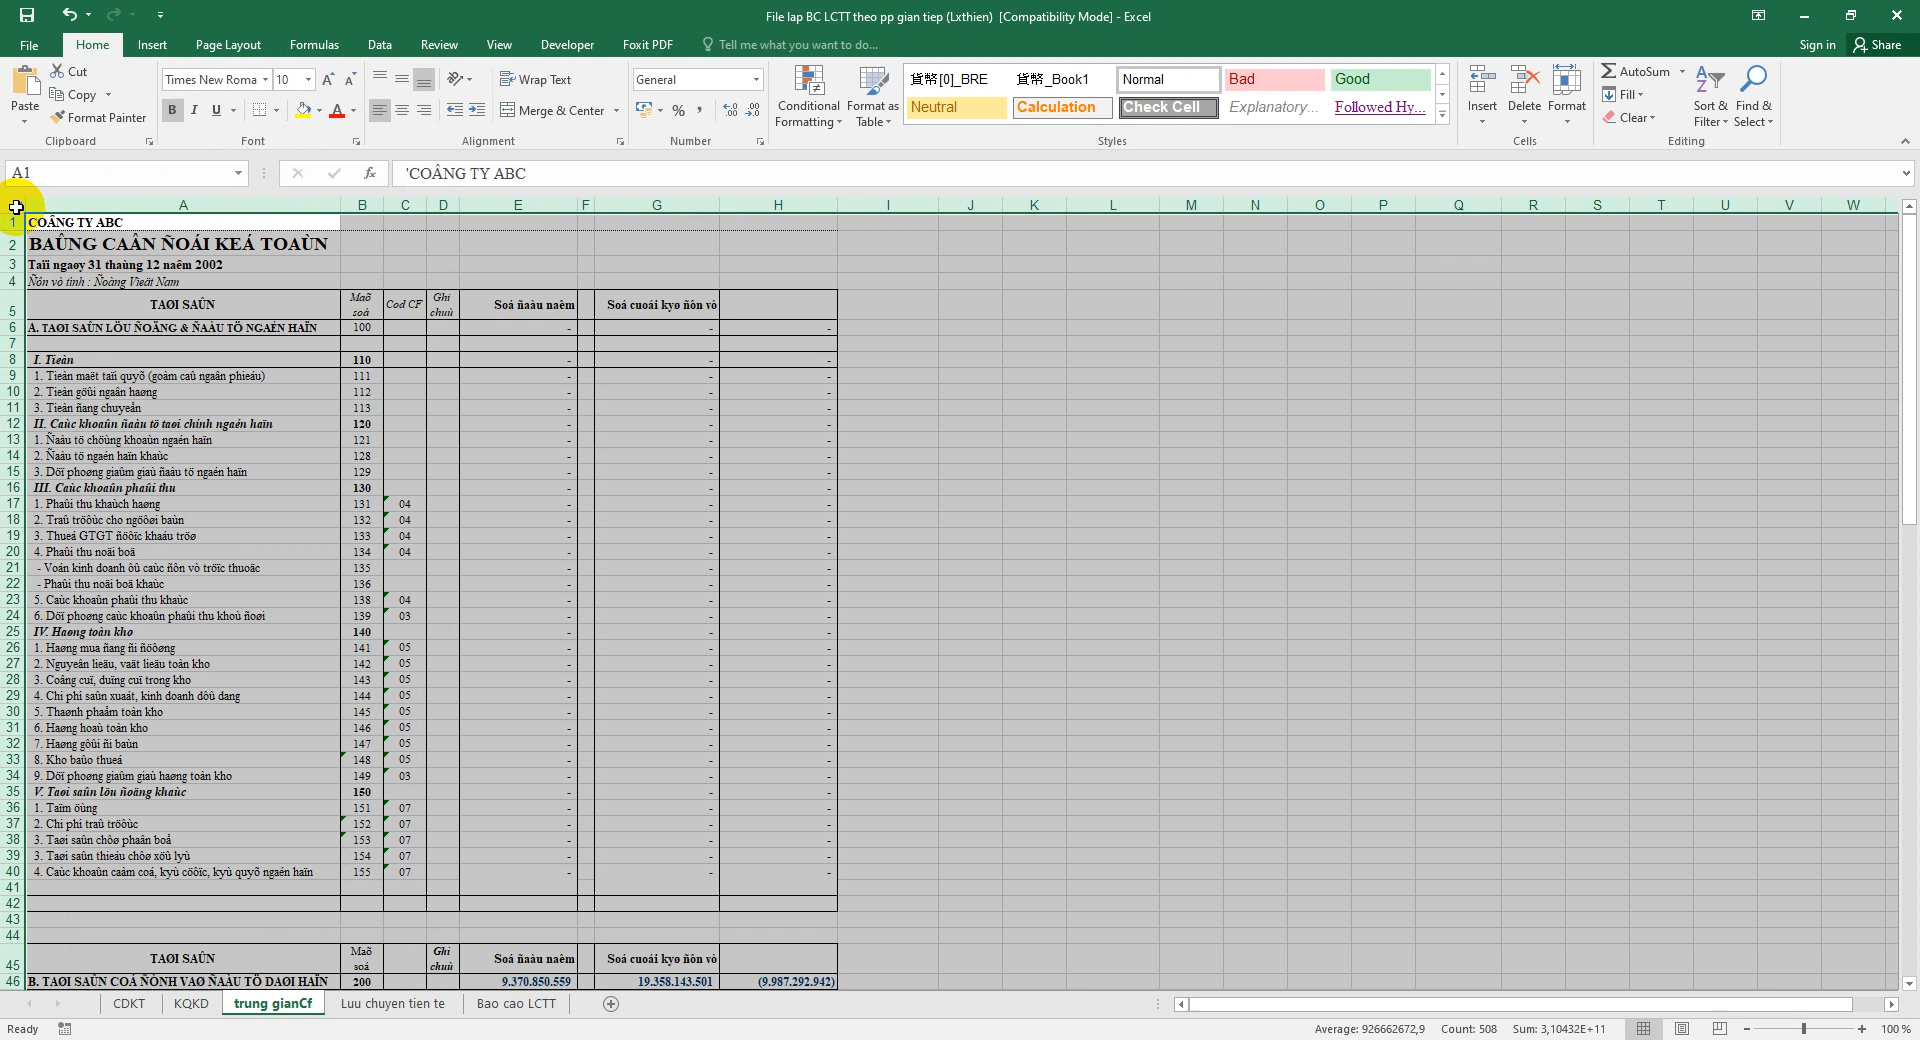 File lap BC LCTT theo pp gian tiep (Lxthien) [Compatibility Mode] - Excel
File Home Insert Page Layout Formulas Data Review View Developer Foxit PDF Tell me what you want to do... Sign in Share
Cut
Copy
Format Painter
Paste
Clipboard
Times New Roma 10
B I U
Font
Wrap Text
Merge & Center
Alignment
General
%
Number
Conditional Formatting
Format as Table
貨幣[0]_BRE 貨幣_Book1 Normal Bad Good
Neutral Calculation Check Cell Explanatory... Followed Hy...
Styles
Insert Delete Format
Cells
AutoSum
Fill
Clear
Sort & Filter
Find & Select
Editing
A1 fx 'COÂNG TY ABC
A B C D E F G H I J K L M N O P Q R S T U V W
1 COÂNG TY ABC
2 BAÛNG CAÂN ÑOÁI KEÁ TOAÙN
3 Taïi ngaøy 31 thaùng 12 naêm 2002
4 Ñôn vò tính : Ñoàng Vieät Nam
5 TAØI SAÛN Maõ soá Cod CF Ghi chuù Soá ñaàu naêm Soá cuoái kyø ñôn vò
6 A. TAØI SAÛN LÖU ÑOÄNG & ÑAÀU TÖ NGAÉN HAÏN 100 - - -
7
8 I. Tieàn 110 - - -
9 1. Tieàn maët taïi quyõ (goàm caû ngaân phieáu) 111 - - -
10 2. Tieàn göûi ngaân haøng 112 - - -
11 3. Tieàn ñang chuyeån 113 - - -
12 II. Caùc khoaûn ñaàu tö taøi chính ngaén haïn 120 - - -
13 1. Ñaàu tö chöùng khoaùn ngaén haïn 121 - - -
14 2. Ñaàu tö ngaén haïn khaùc 128 - - -
15 3. Döï phoøng giaûm giaù ñaàu tö ngaén haïn 129 - - -
16 III. Caùc khoaûn phaûi thu 130 - - -
17 1. Phaûi thu khaùch haøng 131 04 - - -
18 2. Traû tröôùc cho ngöôøi baùn 132 04 - - -
19 3. Thueá GTGT ñöôïc khaáu tröø 133 04 - - -
20 4. Phaûi thu noäi boä 134 04 - - -
21 - Voán kinh doanh ôû caùc ñôn vò tröïc thuoäc 135 - - -
22 - Phaûi thu noäi boä khaùc 136 - - -
23 5. Caùc khoaûn phaûi thu khaùc 138 04 - - -
24 6. Döï phoøng caùc khoaûn phaûi thu khoù ñoøi 139 03 - - -
25 IV. Haøng toàn kho 140 - - -
26 1. Haøng mua ñang ñi ñöôøng 141 05 - - -
27 2. Nguyeân lieäu, vaät lieäu toàn kho 142 05 - - -
28 3. Coâng cuï, duïng cuï trong kho 143 05 - - -
29 4. Chi phí saûn xuaát, kinh doanh dôû dang 144 05 - - -
30 5. Thaønh phaåm toàn kho 145 05 - - -
31 6. Haøng hoaù toàn kho 146 05 - - -
32 7. Haøng gôûi ñi baùn 147 05 - - -
33 8. Kho baûo thueá 148 05 - - -
34 9. Döï phoøng giaûm giaù haøng toàn kho 149 03 - - -
35 V. Taøi saûn löu ñoäng khaùc 150 - - -
36 1. Taïm öùng 151 07 - - -
37 2. Chi phí traû tröôùc 152 07 - - -
38 3. Taøi saûn chôø phaân boå 153 07 - - -
39 3. Taøi saûn thieáu chôø xöû lyù 154 07 - - -
40 4. Caùc khoaûn caàm coá, kyù cöôïc, kyù quyõ ngaén haïn 155 07 - - -
41
42
43
44
45 TAØI SAÛN Maõ soá Ghi chuù Soá ñaàu naêm Soá cuoái kyø ñôn vò
46 B. TAØI SAÛN COÁ ÑÒNH VAØ ÑAÀU TÖ DAØI HAÏN 200 9.370.850.559 19.358.143.501 (9.987.292.942)
CDKT KQKD trung gianCf Luu chuyen tien te Bao cao LCTT
Ready Average: 926662672,9 Count: 508 Sum: 3,10432E+11 100 %